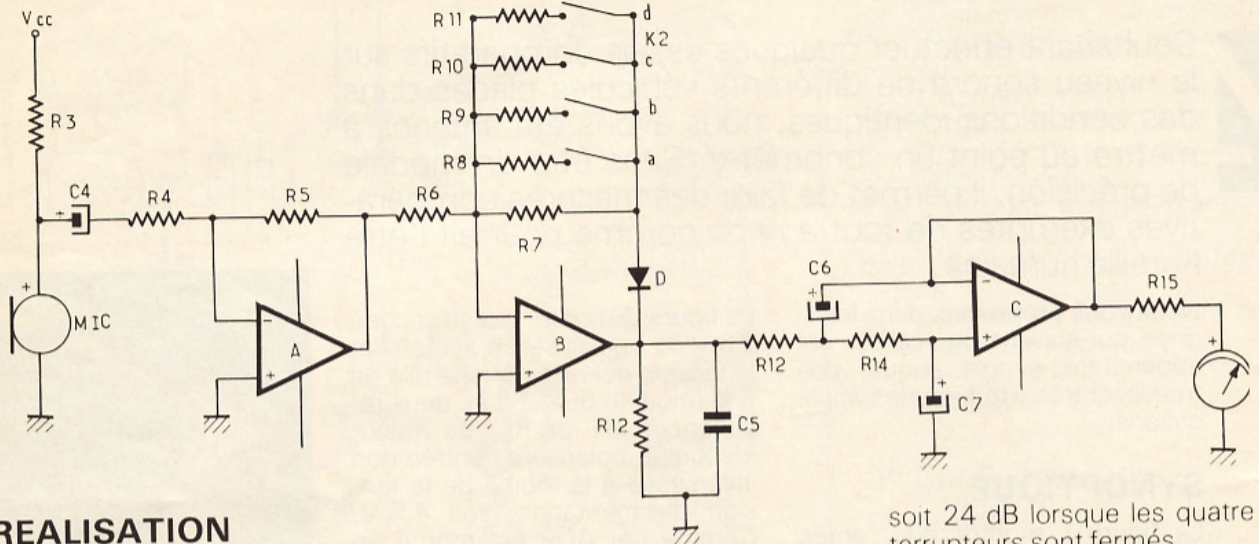 Vcc
R3
C4
+
R4
R5
R6
R11
R10
R9
R8
R7
d
K2
c
b
a
D
+
MIC
-
A
+
-
B
+
R12
C5
R12
C6
+
R14
+
C7
-
C
+
R15
+
REALISATION
soit 24 dB lorsque les quatre
terrupteurs sont fermés